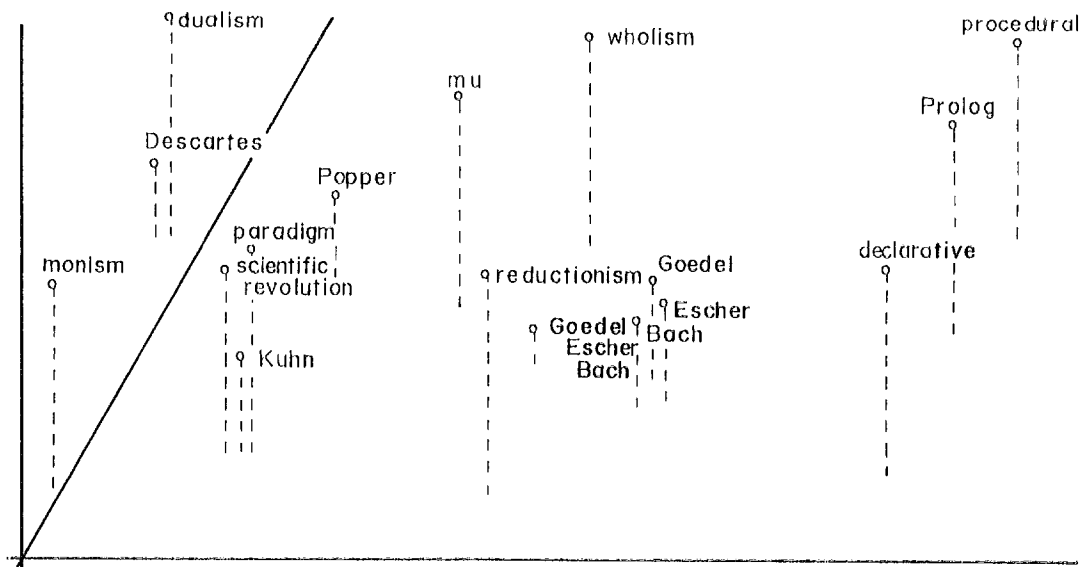 dualism
procedural
wholism
mu
Prolog
Descartes
Popper
paradigm
monism
scientific
revolution
reductionism
Goedel
declarative
Escher
Bach
Goedel
Escher
Bach
Kuhn